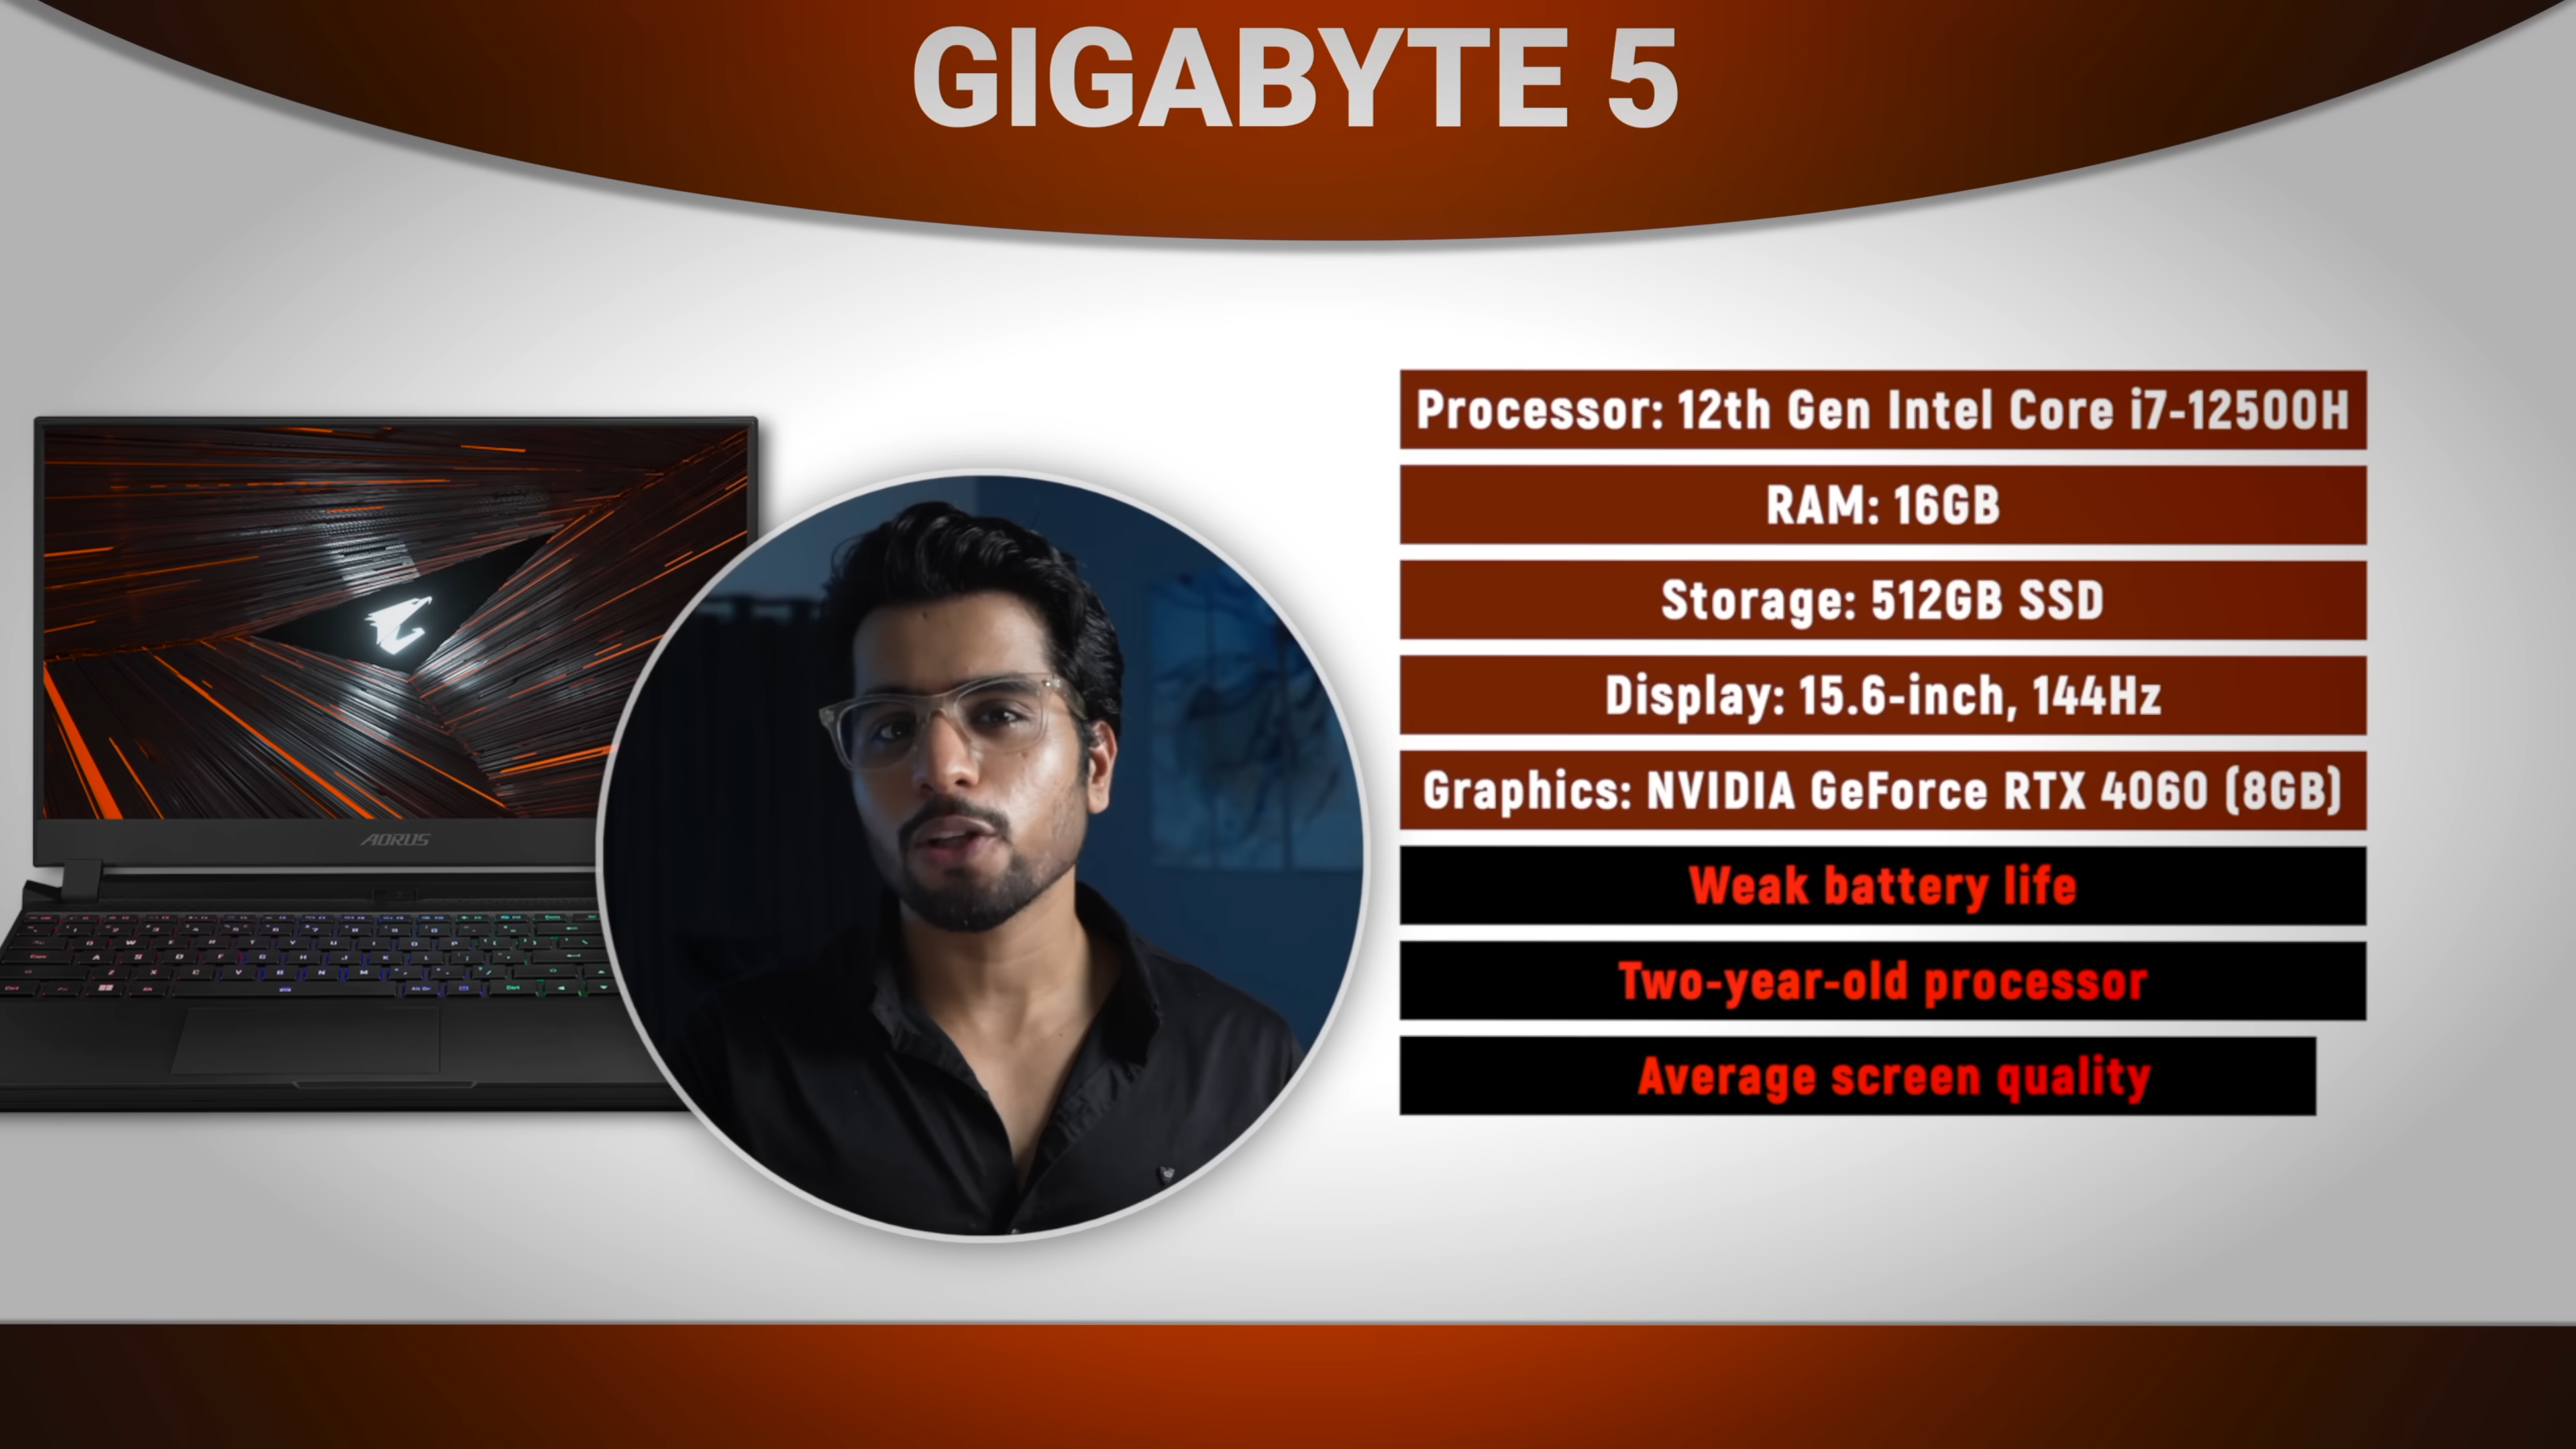 GIGABYTE 5
Processor: 12th Gen Intel Core i7-12500H
RAM: 16GB
Storage: 512GB SSD
Display: 15.6-inch, 144Hz
Graphics: NVIDIA GeForce RTX 4060 (8GB)
Weak battery life
Two-year-old processor
Average screen quality
AORUS